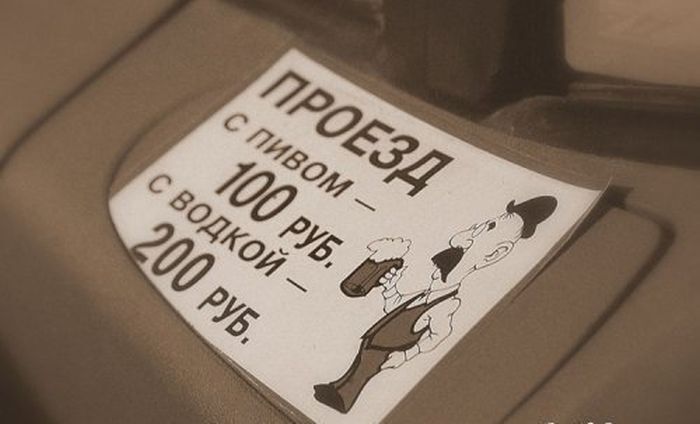 ПРОЕЗД
С ПИВОМ –
100 РУБ.
С ВОДКОЙ –
200 РУБ.